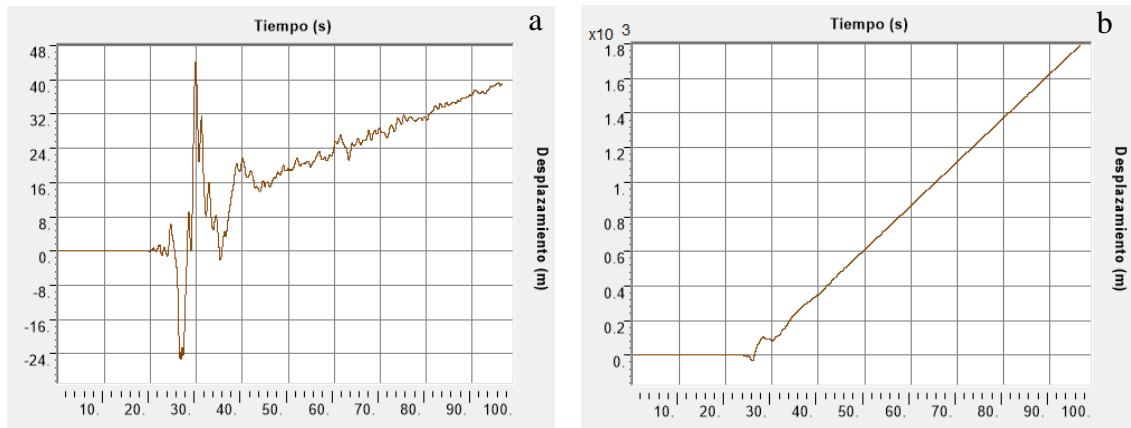 a
Tiempo (s)
48.
40.
32.
24.
16.
8.
0.
-8.
-16.
-24.
10. 20. 30. 40. 50. 60. 70. 80. 90. 100.
Desplazamiento (m)
b
Tiempo (s)
x10 3
1.8
1.6
1.4
1.2
1.
0.8
0.6
0.4
0.2
0.
10. 20. 30. 40. 50. 60. 70. 80. 90. 100.
Desplazamiento (m)